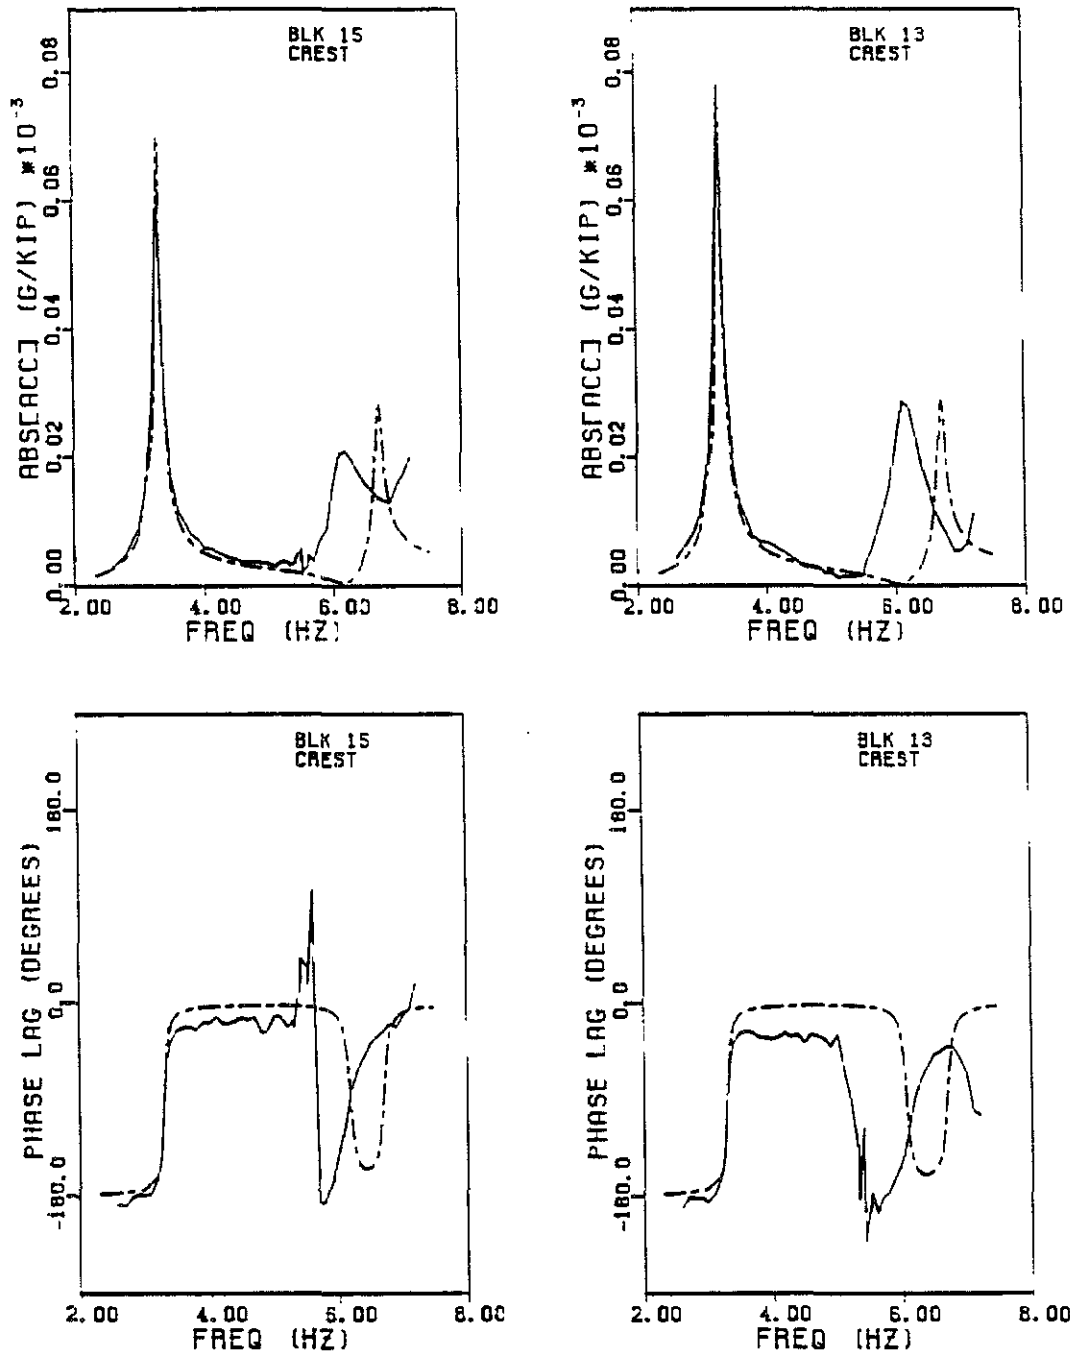 BLK 15
CREST
ABS[ACC] (G/KIP) *10-3
0.00 0.02 0.04 0.06 0.08
2.00 4.00 6.00 8.00
FREQ (HZ)
BLK 13
CREST
ABS[ACC] (G/KIP) *10-3
0.00 0.02 0.04 0.06 0.08
2.00 4.00 6.00 8.00
FREQ (HZ)
BLK 15
CREST
PHASE LAG (DEGREES)
-180.0 0.0 180.0
2.00 4.00 6.00 8.00
FREQ (HZ)
BLK 13
CREST
PHASE LAG (DEGREES)
-180.0 0.0 180.0
2.00 4.00 6.00 8.00
FREQ (HZ)